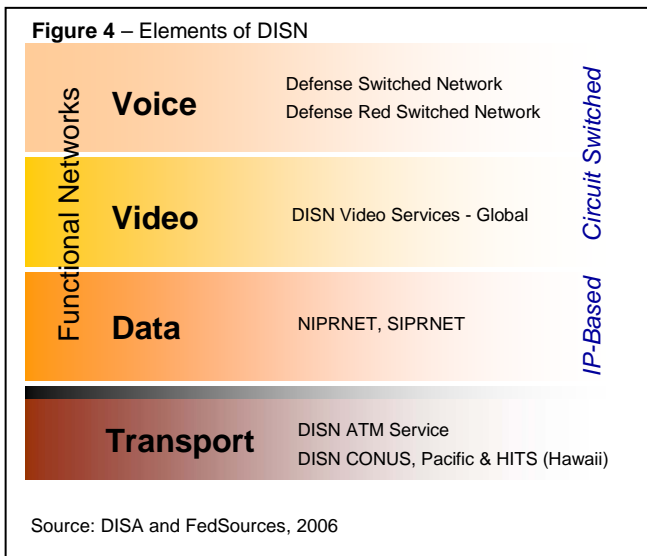 Figure 4 – Elements of DISN
Functional Networks
Voice
Defense Switched Network
Defense Red Switched Network
Circuit Switched
Video
DISN Video Services - Global
Data
NIPRNET, SIPRNET
IP-Based
Transport
DISN ATM Service
DISN CONUS, Pacific & HITS (Hawaii)
Source: DISA and FedSources, 2006